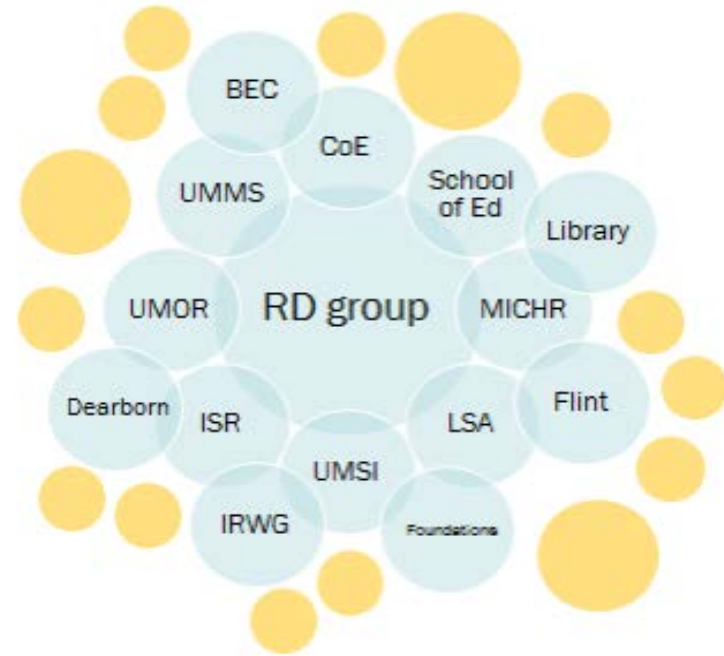 BEC
CoE
UMMS
School
of Ed
Library
UMOR
RD group
MICHR
Dearborn
ISR
LSA
Flint
UMSI
IRWG
Foundations